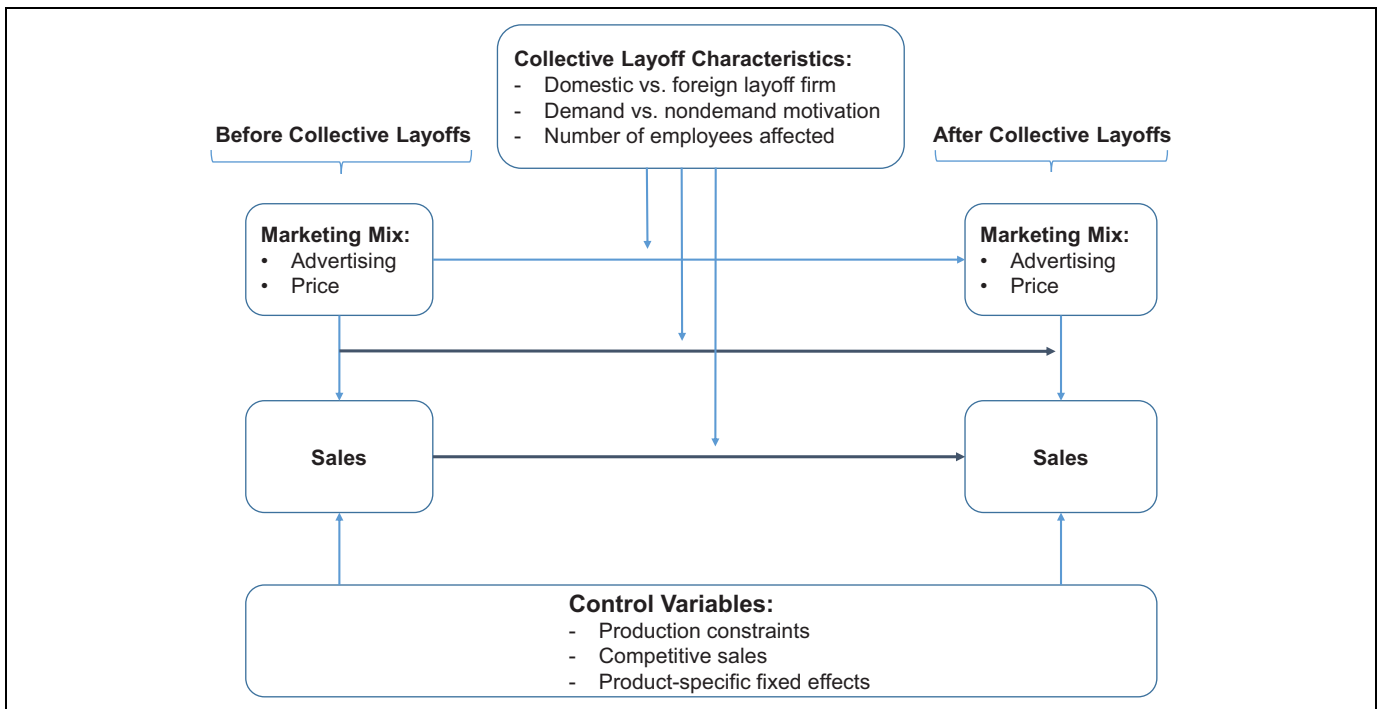 Collective Layoff Characteristics:
- Domestic vs. foreign layoff firm
- Demand vs. nondemand motivation
- Number of employees affected
Before Collective Layoffs
After Collective Layoffs
Marketing Mix:
• Advertising
• Price
Marketing Mix:
• Advertising
• Price
Sales
Sales
Control Variables:
- Production constraints
- Competitive sales
- Product-specific fixed effects